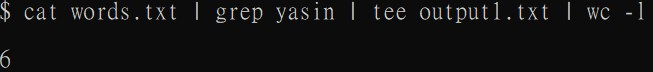 $ cat words.txt | grep yasin | tee output1.txt | wc -l
6